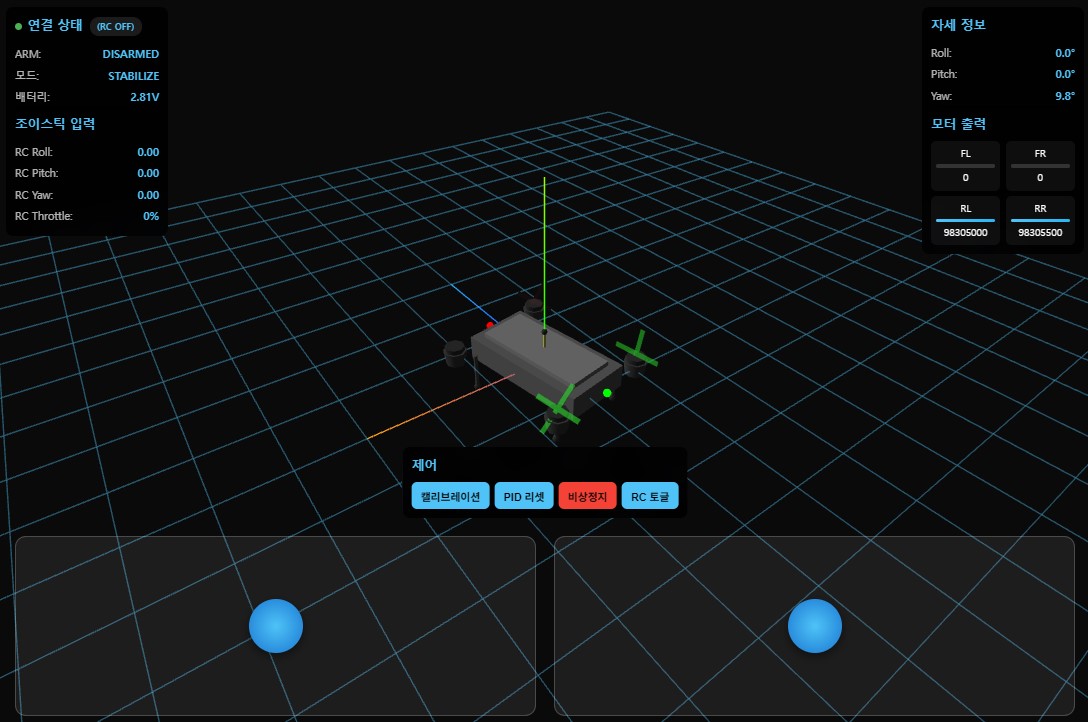 연결 상태 (RC OFF)
ARM: DISARMED
모드: STABILIZE
배터리: 2.81V
조이스틱 입력
RC Roll: 0.00
RC Pitch: 0.00
RC Yaw: 0.00
RC Throttle: 0%
자세 정보
Roll: 0.0°
Pitch: 0.0°
Yaw: 9.8°
모터 출력
FL FR
0 0
RL RR
98305000 98305500
제어
캘리브레이션 PID 리셋 비상정지 RC 토글